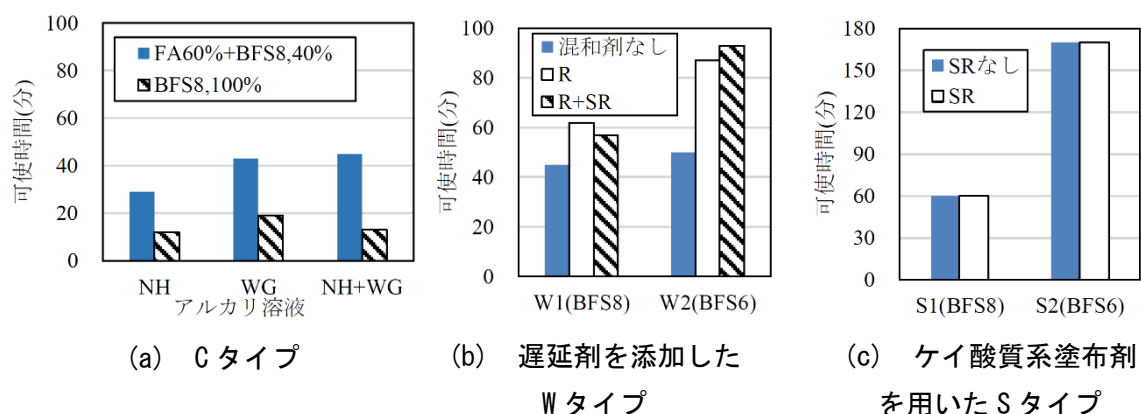 100
80
60
40
20
0
可使時間(分)
FA60%+BFS8,40%
BFS8,100%
NH
WG
NH+WG
アルカリ溶液
(a) Cタイプ
100
80
60
40
20
0
可使時間(分)
混和剤なし
R
R+SR
W1(BFS8)
W2(BFS6)
(b) 遅延剤を添加した
Wタイプ
180
150
120
90
60
30
0
可使時間(分)
SRなし
SR
S1(BFS8)
S2(BFS6)
(c) ケイ酸質系塗布剤
を用いたSタイプ